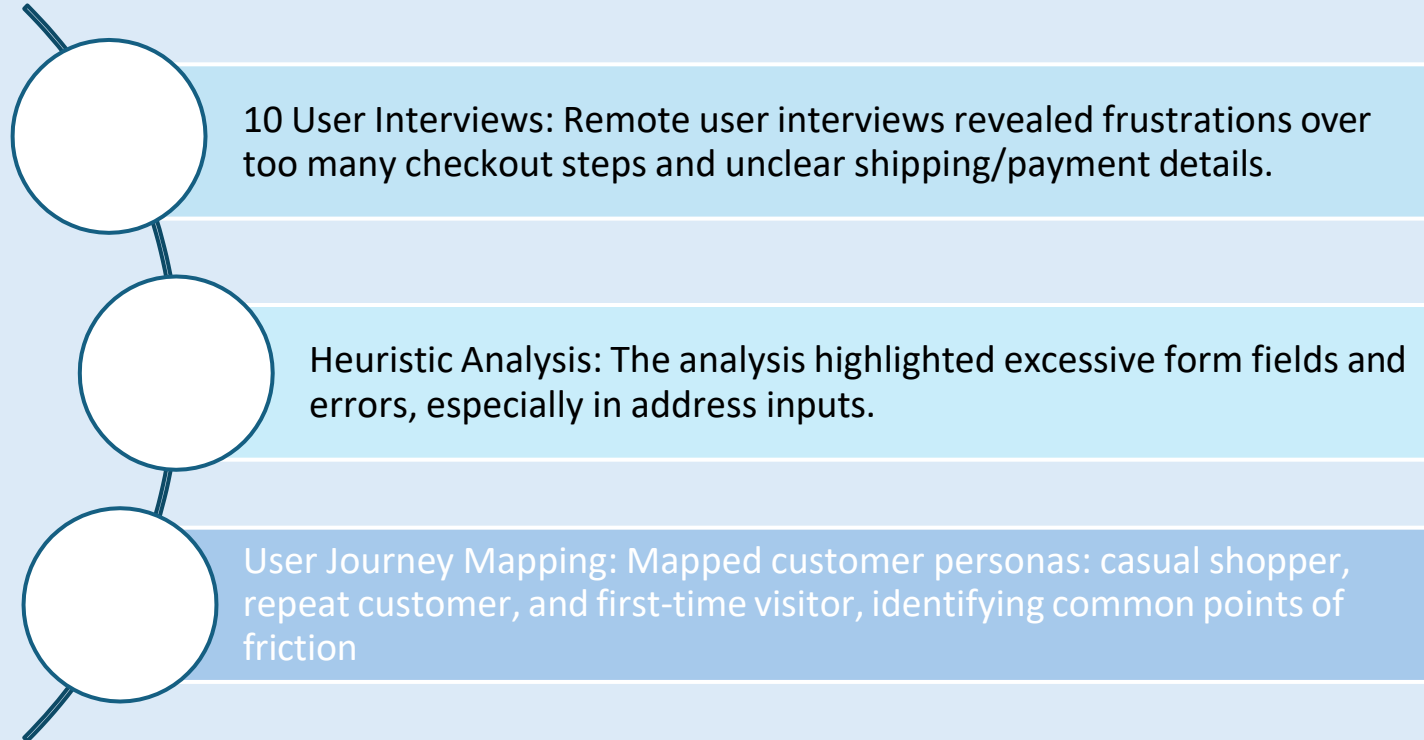 10 User Interviews: Remote user interviews revealed frustrations over
too many checkout steps and unclear shipping/payment details.
Heuristic Analysis: The analysis highlighted excessive form fields and
errors, especially in address inputs.
User Journey Mapping: Mapped customer personas: casual shopper,
repeat customer, and first-time visitor, identifying common points of
friction